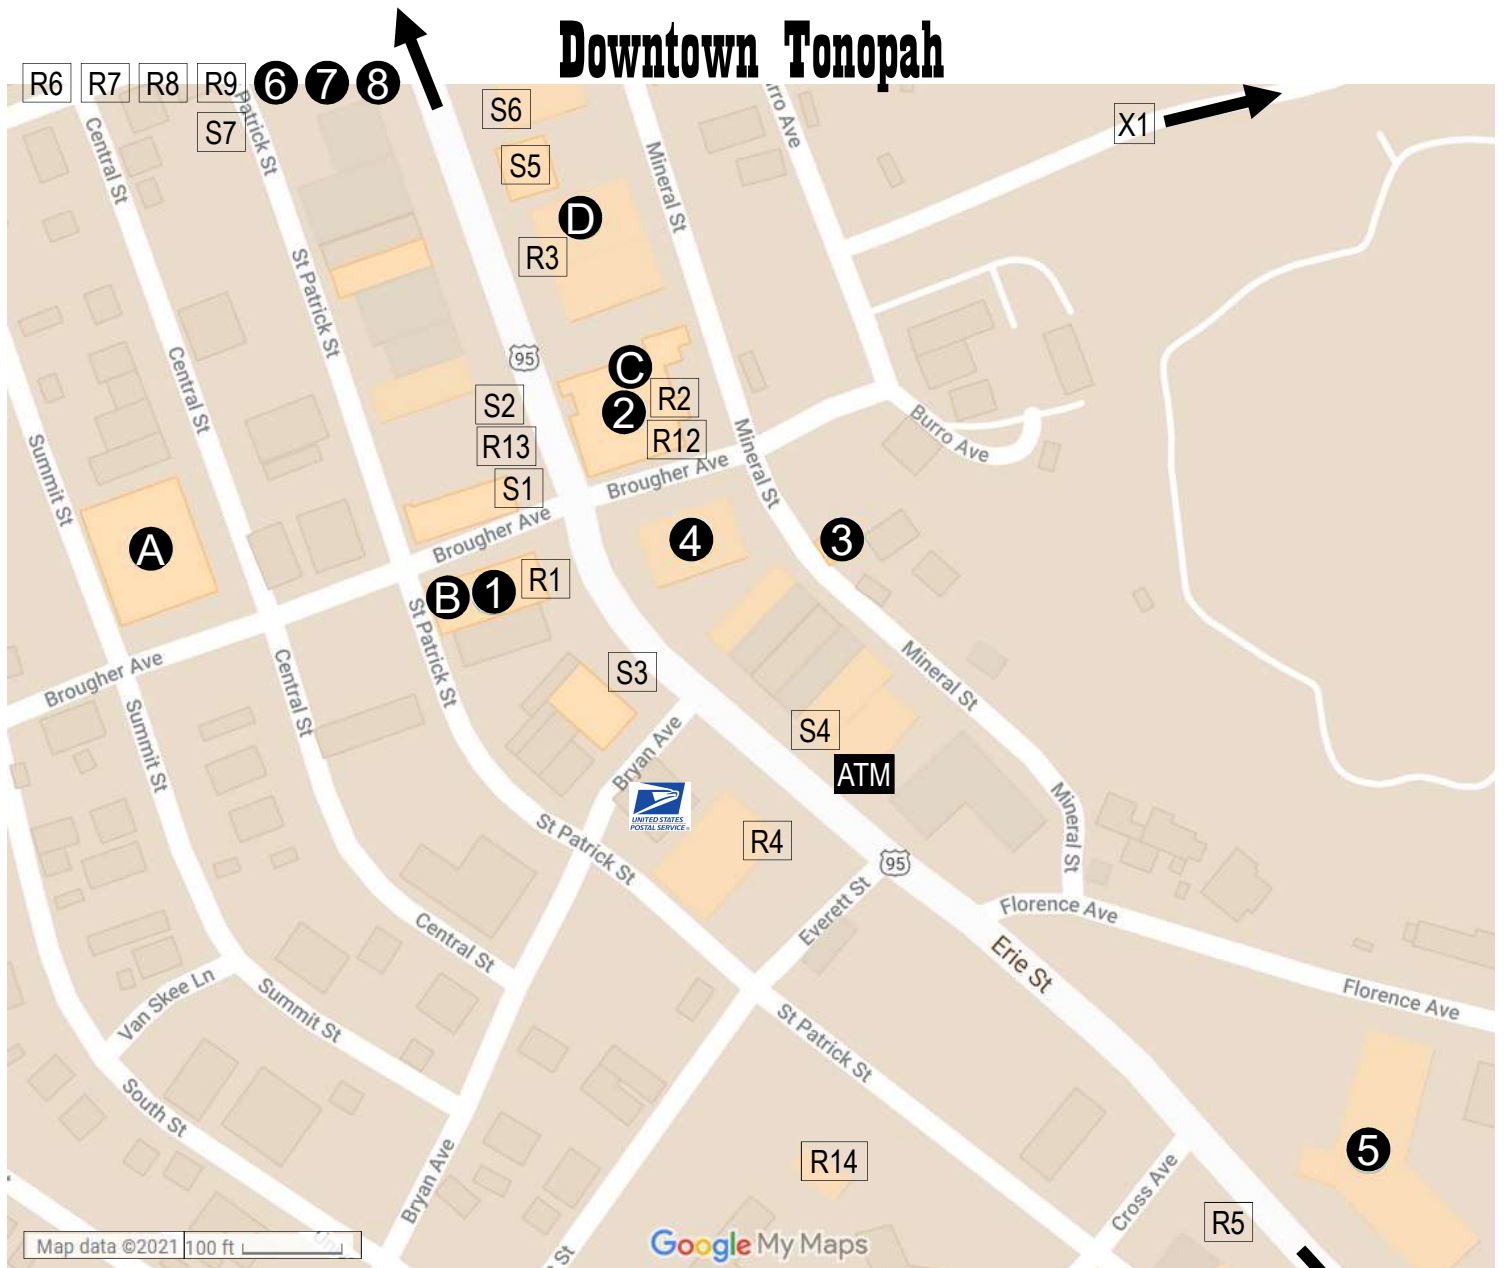 Downtown Tonopah
R6 R7 R8 R9 6 7 8
S7
S6
X1
S5
D
R3
Central St
St Patrick St
Mineral St
Burro Ave
95
C
2
R2
R12
S2
R13
S1
St Patrick St
Central St
Summit St
Mineral St
Burro Ave
Brougher Ave
Brougher Ave
A
B
1
R1
4
3
Brougher Ave
Summit St
Central St
St Patrick St
S3
S4
ATM
Mineral St
Bryan Ave
UNITED STATES
POSTAL SERVICE
R4
St Patrick St
Everett St
95
Mineral St
Florence Ave
Erie St
Florence Ave
Central St
Van Skee Ln
Summit St
St Patrick St
South St
Bryan Ave
R14
Cross Ave
R5
5
St
Map data ©2021 100 ft
Google My Maps